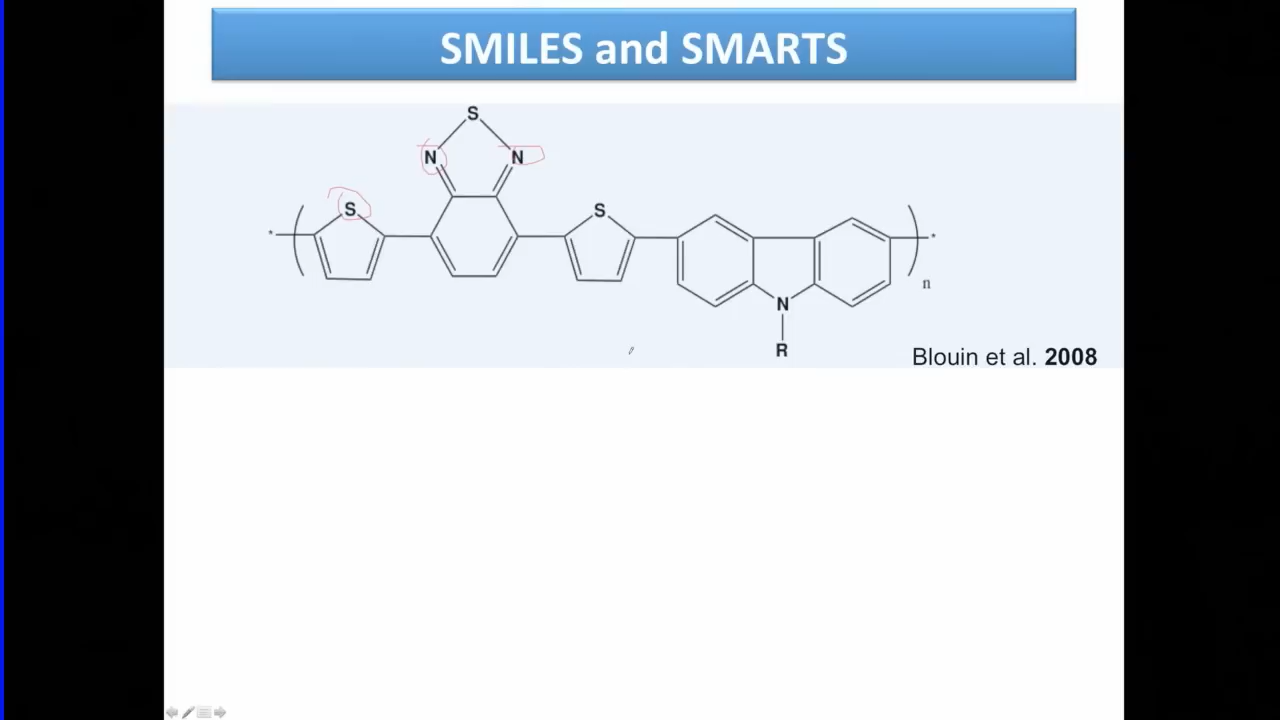 SMILES and SMARTS
S
N N
S S
* *
n
N
R
Blouin et al. 2008